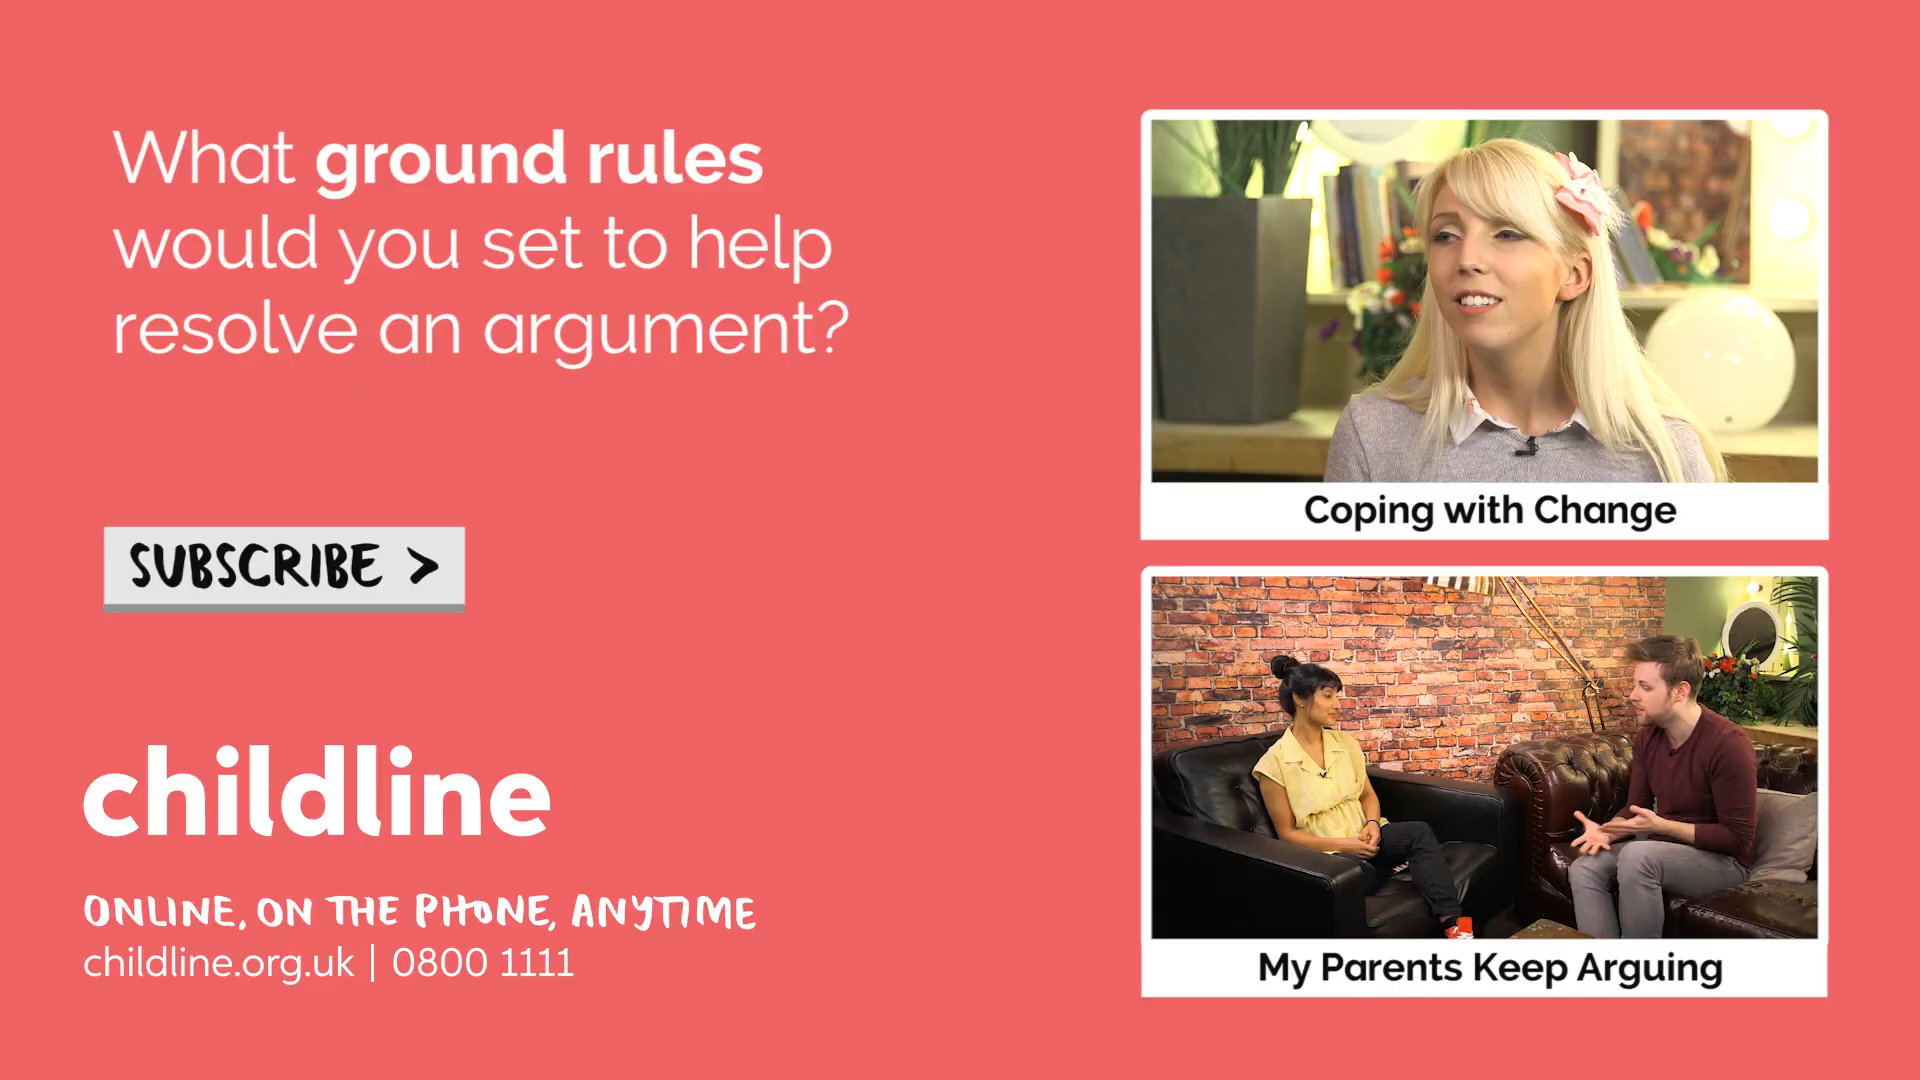 What ground rules
would you set to help
resolve an argument?
SUBSCRIBE >
childline
ONLINE, ON THE PHONE, ANYTIME
childline.org.uk | 0800 1111
Coping with Change
My Parents Keep Arguing